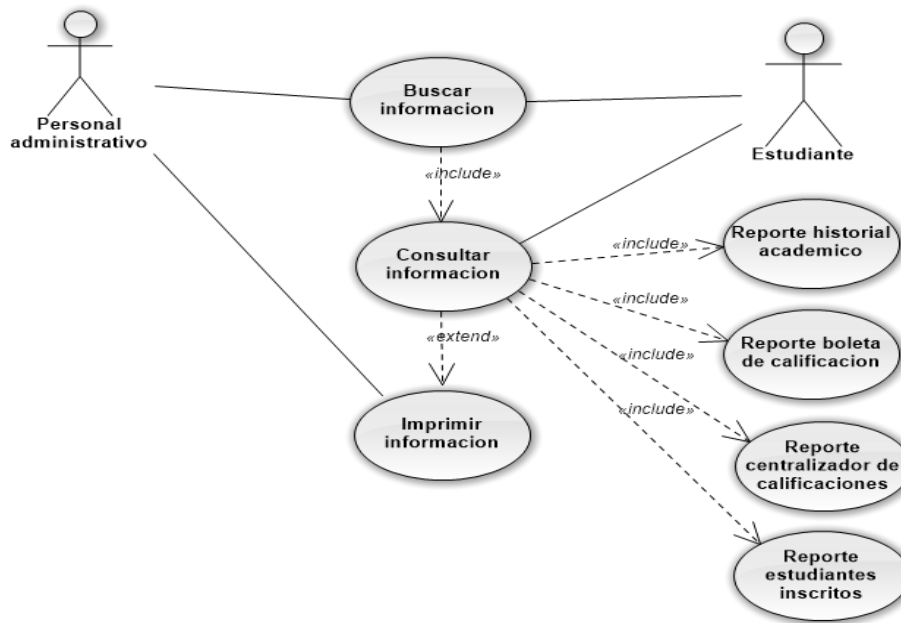 Personal
administrativo
Buscar
informacion
Estudiante
«include»
Consultar
informacion
«include»
Reporte historial
academico
«include»
Reporte boleta
de calificacion
«extend»
«include»
Imprimir
informacion
«include»
Reporte
centralizador de
calificaciones
Reporte
estudiantes
inscritos